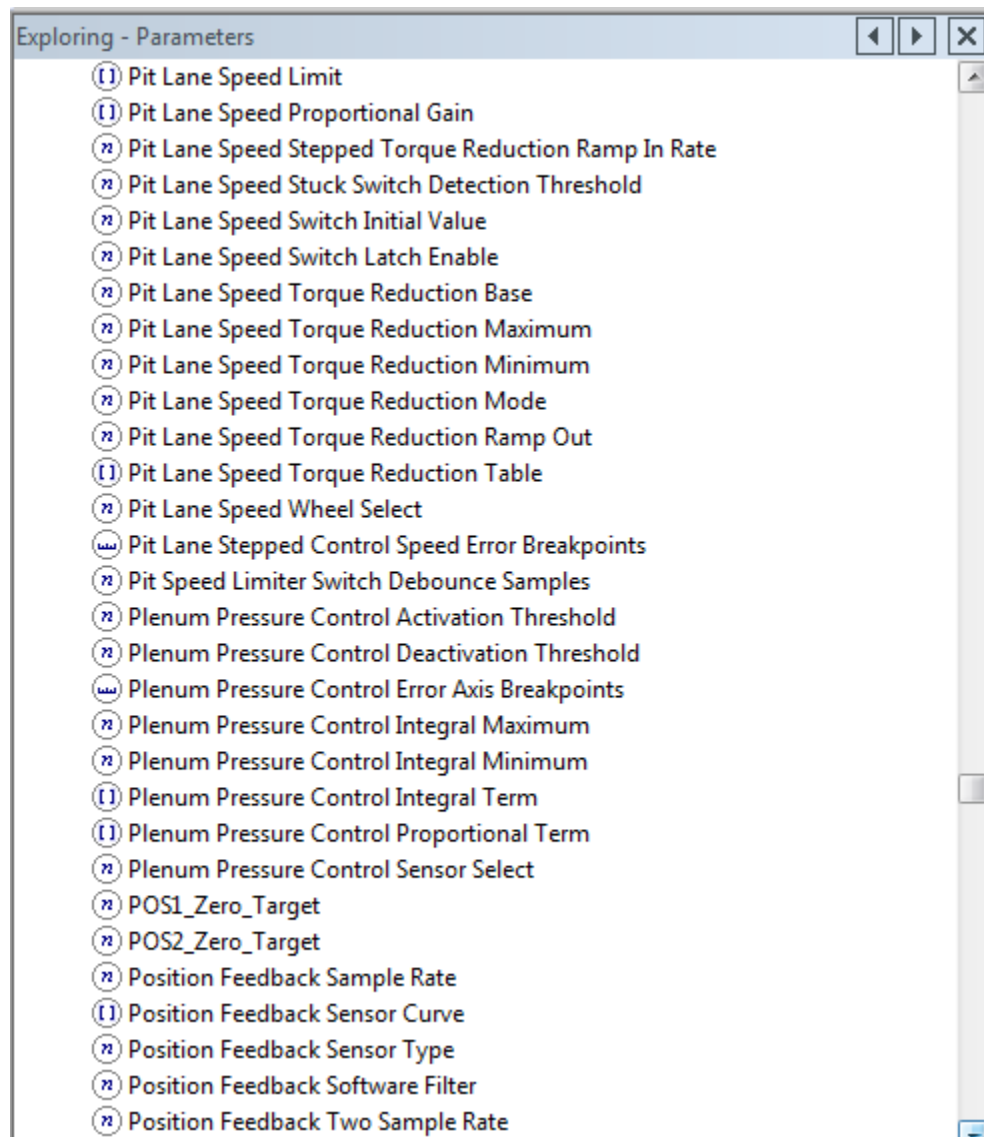 Exploring - Parameters
Pit Lane Speed Limit
Pit Lane Speed Proportional Gain
Pit Lane Speed Stepped Torque Reduction Ramp In Rate
Pit Lane Speed Stuck Switch Detection Threshold
Pit Lane Speed Switch Initial Value
Pit Lane Speed Switch Latch Enable
Pit Lane Speed Torque Reduction Base
Pit Lane Speed Torque Reduction Maximum
Pit Lane Speed Torque Reduction Minimum
Pit Lane Speed Torque Reduction Mode
Pit Lane Speed Torque Reduction Ramp Out
Pit Lane Speed Torque Reduction Table
Pit Lane Speed Wheel Select
Pit Lane Stepped Control Speed Error Breakpoints
Pit Speed Limiter Switch Debounce Samples
Plenum Pressure Control Activation Threshold
Plenum Pressure Control Deactivation Threshold
Plenum Pressure Control Error Axis Breakpoints
Plenum Pressure Control Integral Maximum
Plenum Pressure Control Integral Minimum
Plenum Pressure Control Integral Term
Plenum Pressure Control Proportional Term
Plenum Pressure Control Sensor Select
POS1_Zero_Target
POS2_Zero_Target
Position Feedback Sample Rate
Position Feedback Sensor Curve
Position Feedback Sensor Type
Position Feedback Software Filter
Position Feedback Two Sample Rate